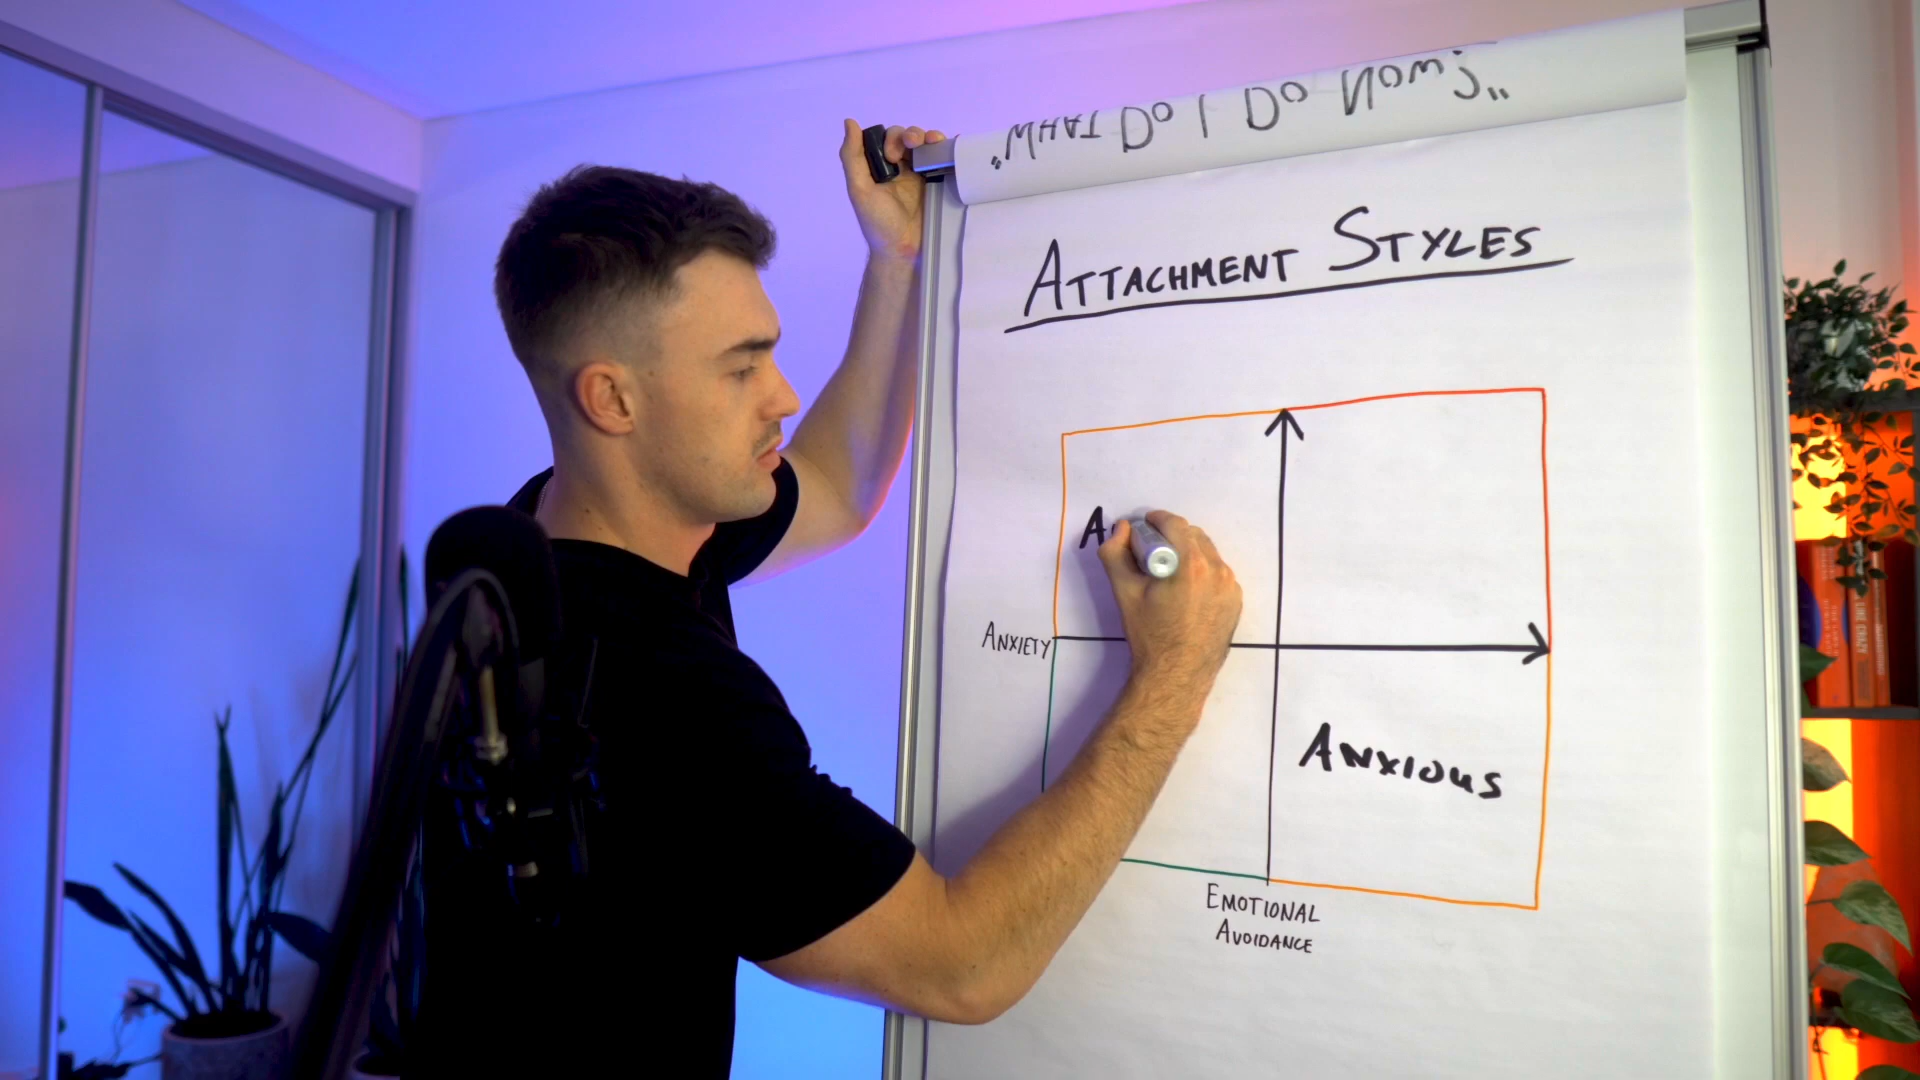 "WHAT DO I DO NOW?"
ATTACHMENT STYLES
A
ANXIETY
ANXIOUS
EMOTIONAL
AVOIDANCE